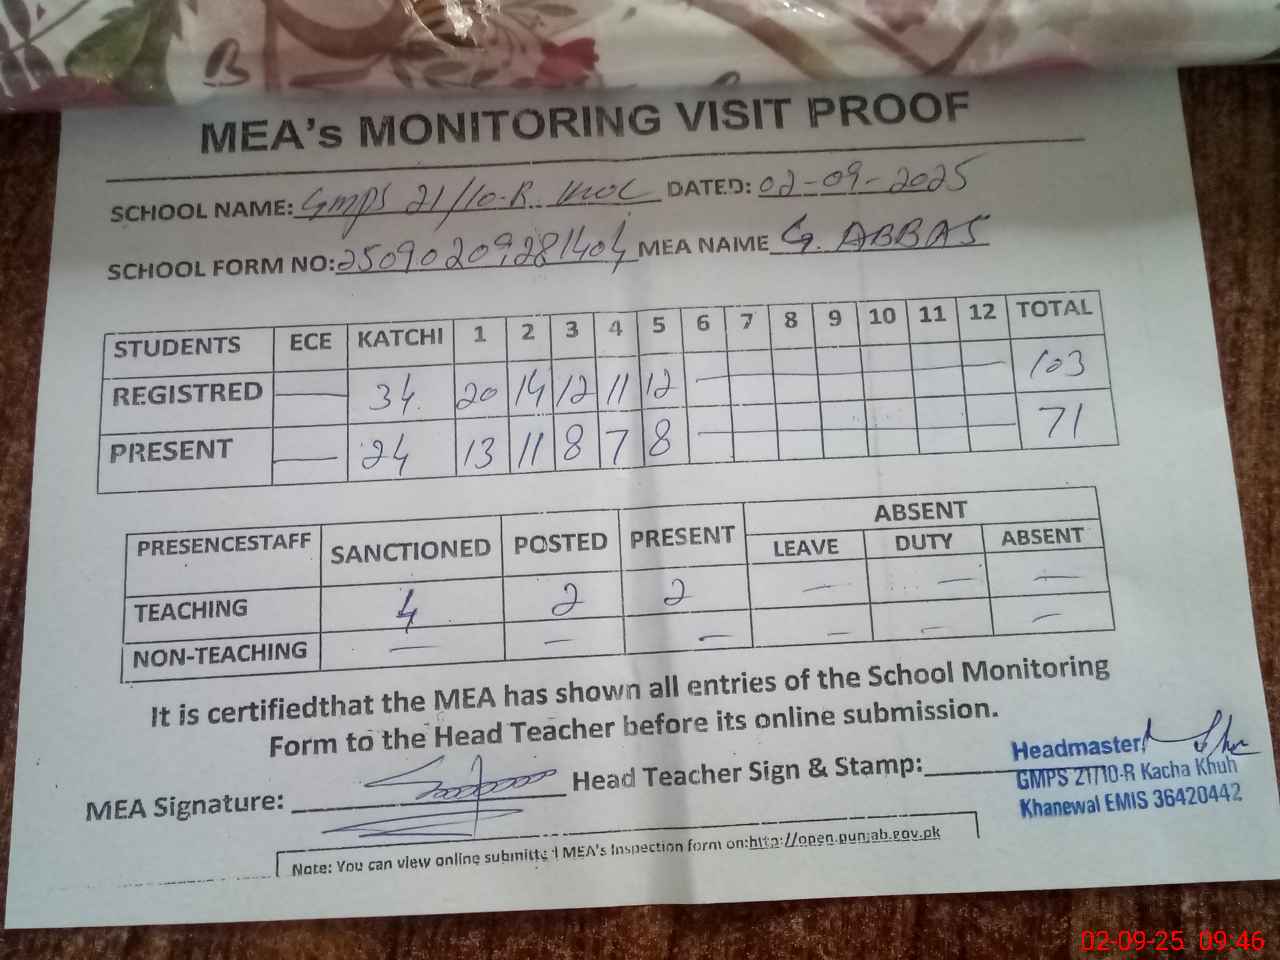 MEA's MONITORING VISIT PROOF
SCHOOL NAME: GMPS 21/10-R DATED: 02-09-2025
SCHOOL FORM NO: 25090209281404 MEA NAME G. ABBAS
STUDENTS ECE KATCHI 1 2 3 4 5 6 7 8 9 10 11 12 TOTAL
REGISTRED — 34 20 14 12 11 12 — 103
PRESENT — 24 13 11 8 7 8 — 71
PRESENCESTAFF SANCTIONED POSTED PRESENT ABSENT
LEAVE DUTY ABSENT
TEACHING 4 2 2 — — —
NON-TEACHING — — — — — —
It is certifiedthat the MEA has shown all entries of the School Monitoring
Form to the Head Teacher before its online submission.
MEA Signature: Head Teacher Sign & Stamp:
Headmaster
GMPS 21/10-R Kacha Khuh
Khanewal EMIS 36420442
Note: You can view online submitted MEA's Inspection form on:http://open.punjab.gov.pk
02-09-25 09:46